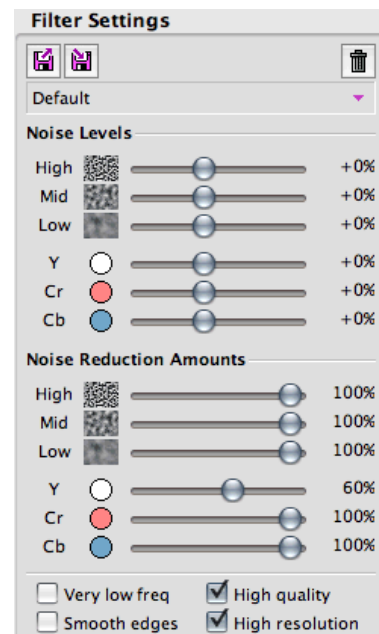 Filter Settings
Default
Noise Levels
High +0%
Mid +0%
Low +0%
Y +0%
Cr +0%
Cb +0%
Noise Reduction Amounts
High 100%
Mid 100%
Low 100%
Y 60%
Cr 100%
Cb 100%
Very low freq High quality
Smooth edges High resolution